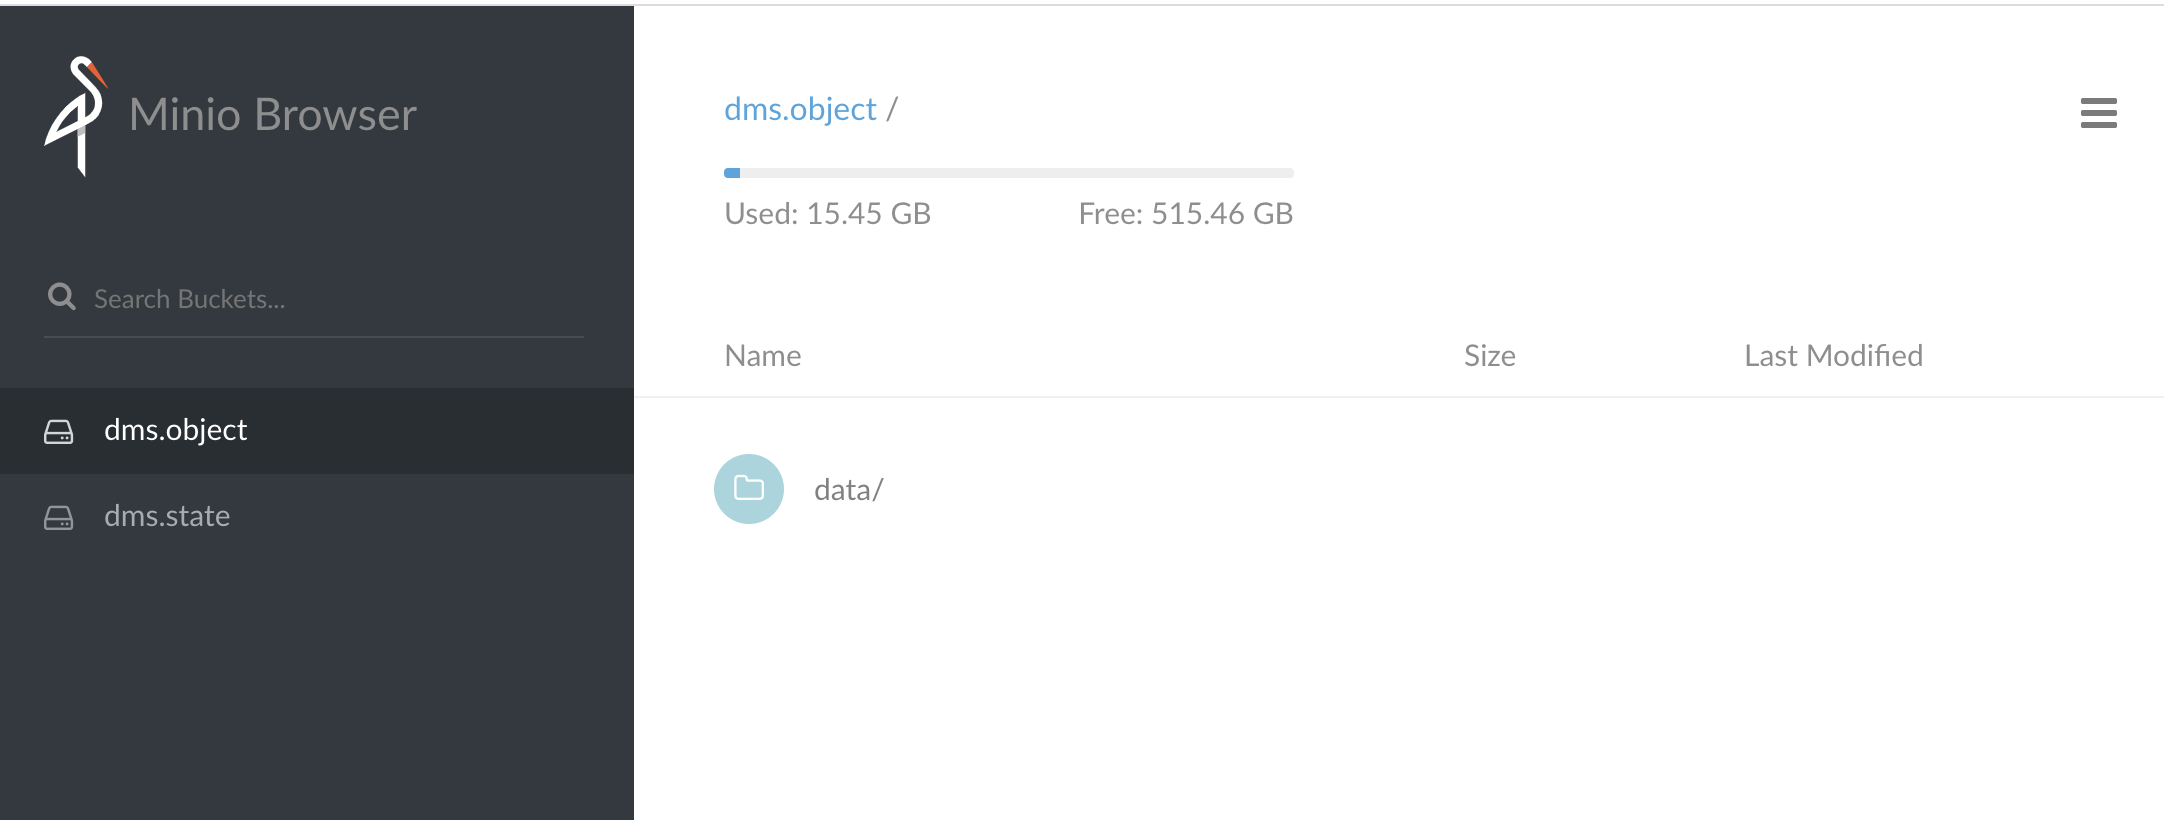 Minio Browser
Search Buckets...
dms.object
dms.state
dms.object /
Used: 15.45 GB Free: 515.46 GB
Name Size Last Modified
data/